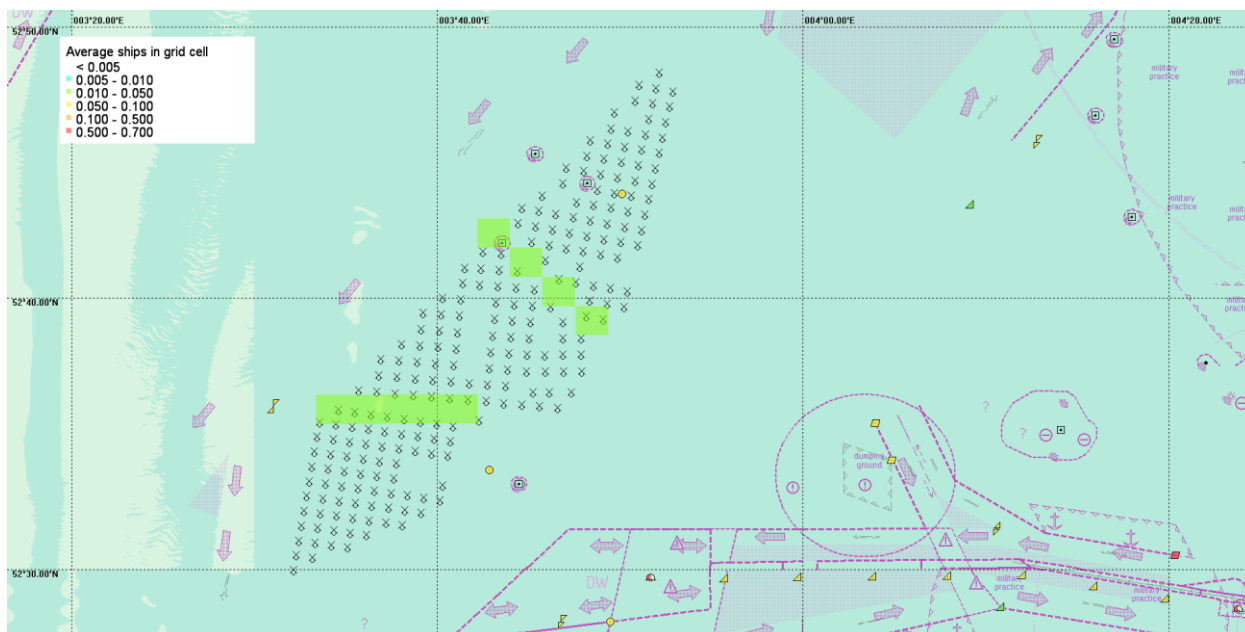 003°20.00'E
003°40.00'E
004°00.00'E
004°20.00'E
DW
52°50.00'N
Average ships in grid cell
< 0.005
0.005 - 0.010
0.010 - 0.050
0.050 - 0.100
0.100 - 0.500
0.500 - 0.700
military
practice
military
practice
military
practice
52°40.00'N
?
?
dumping
ground
52°30.00'N
DW
military
practice
military
practice
?